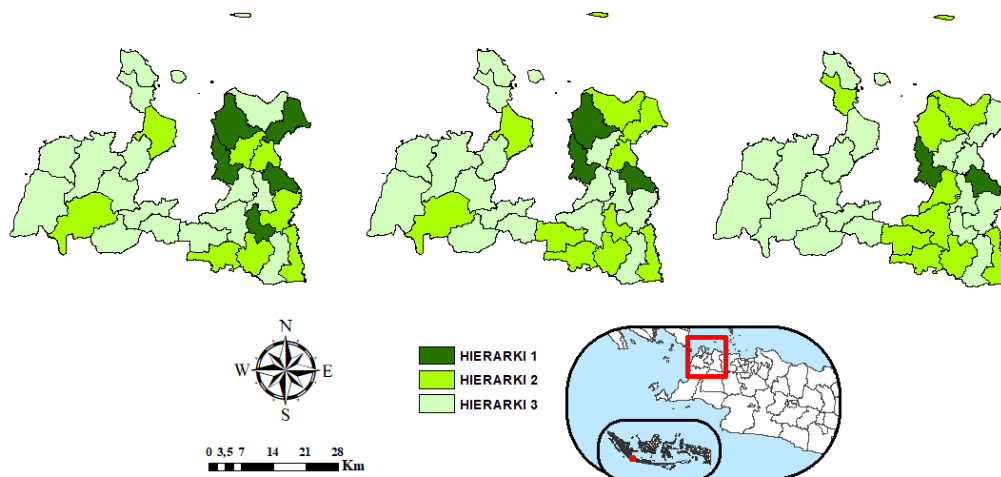 N
W E
S
HIERARKI 1
HIERARKI 2
HIERARKI 3
0 3,5 7 14 21 28
Km